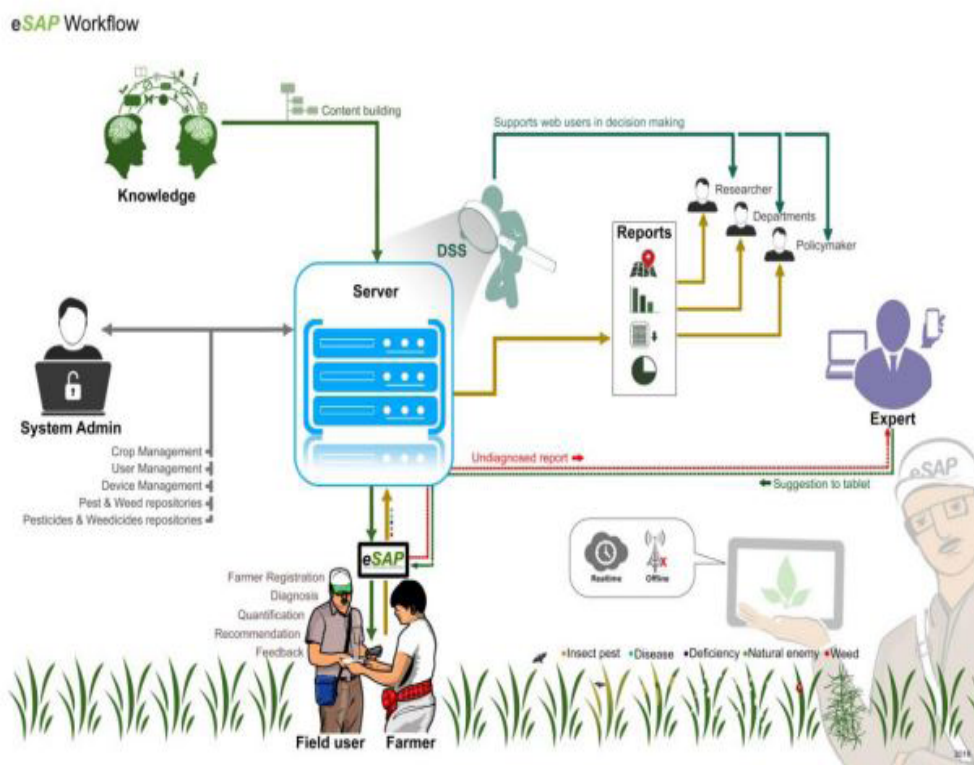 eSAP Workflow
Content building
Knowledge
Supports web users in decision making
Researcher
Departments
Policymaker
DSS
Reports
Server
System Admin
Expert
Crop Management
User Management
Device Management
Pest & Weed repositories
Pesticides & Weedicides repositories
Undiagnosed report
Suggestion to tablet
eSAP
eSAP
Realtime
Offline
Farmer Registration
Diagnosis
Quantification
Recommendation
Feedback
Insect pest Disease Deficiency Natural enemy Weed
Field user
Farmer